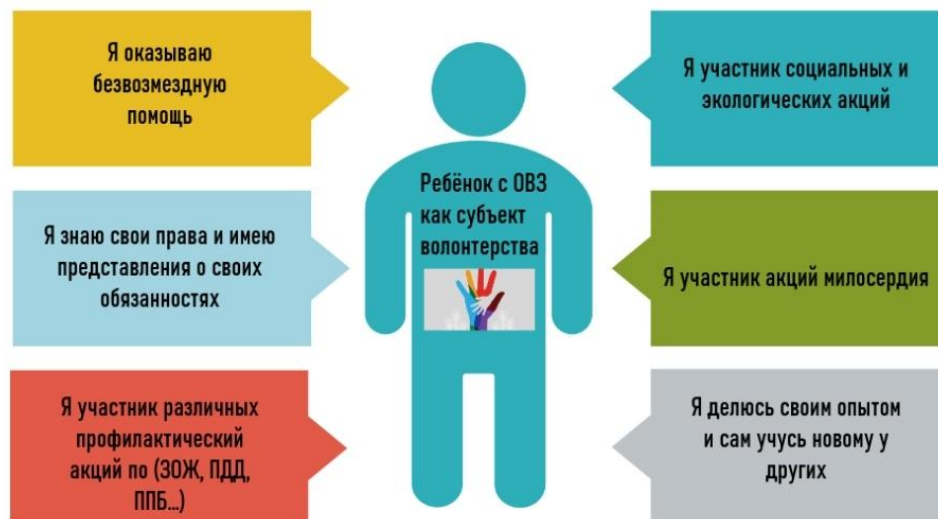 Я оказываю
безвозмездную
помощь
Я знаю свои права и имею
представления о своих
обязанностях
Я участник различных
профилактический
акций по (ЗОЖ, ПДД,
ППБ...)
Ребёнок с ОВЗ
как субъект
волонтерства
Я участник социальных и
экологических акций
Я участник акций милосердия
Я делюсь своим опытом
и сам учусь новому у
других